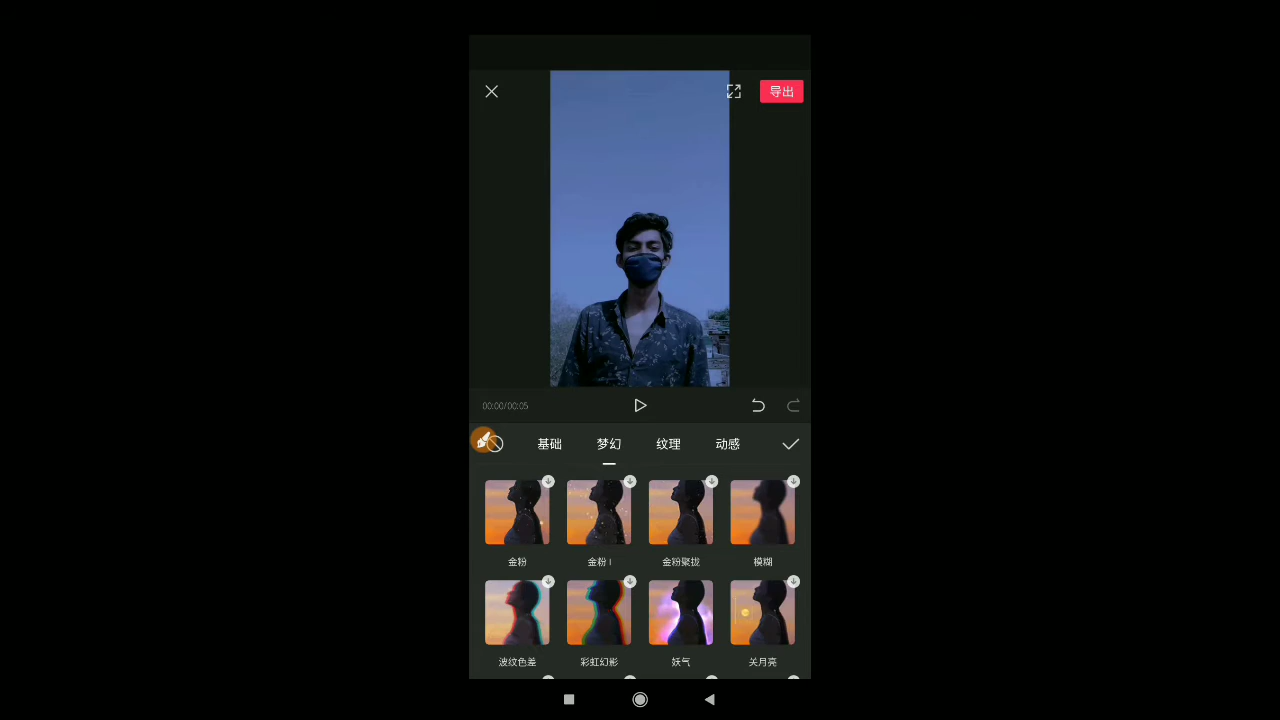 导出
00:00/00:05
基础 梦幻 纹理 动感
金粉 金粉 I 金粉聚拢 模糊
波纹色差 彩虹幻影 妖气 关月亮